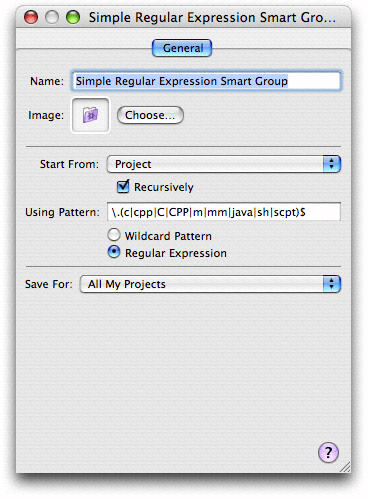 Simple Regular Expression Smart Gro...
General
Name: Simple Regular Expression Smart Group
Image: Choose...
Start From: Project
Recursively
Using Pattern: \.(c|cpp|C|CPP|m|mm|java|sh|scpt)$
Wildcard Pattern
Regular Expression
Save For: All My Projects
?